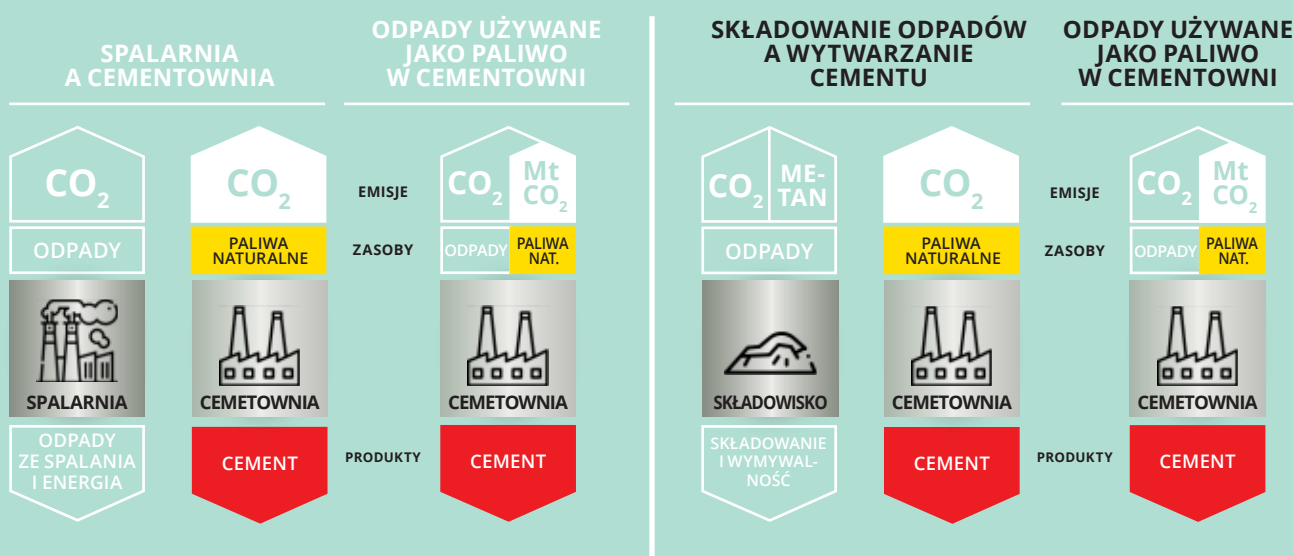 SPALARNIA
A CEMENTOWNIA
ODPADY UŻYWANE
JAKO PALIWO
W CEMENTOWNI
CO2
CO2
EMISJE
CO2
Mt
CO2
ODPADY
PALIWA
NATURALNE
ZASOBY
ODPADY
PALIWA
NAT.
SPALARNIA
CEMETOWNIA
CEMETOWNIA
ODPADY
ZE SPALANIA
I ENERGIA
CEMENT
PRODUKTY
CEMENT
SKŁADOWANIE ODPADÓW
A WYTWARZANIE
CEMENTU
ODPADY UŻYWANE
JAKO PALIWO
W CEMENTOWNI
CO2
ME-
TAN
CO2
EMISJE
CO2
Mt
CO2
ODPADY
PALIWA
NATURALNE
ZASOBY
ODPADY
PALIWA
NAT.
SKŁADOWISKO
CEMETOWNIA
CEMETOWNIA
SKŁADOWANIE
I WYMYWAL-
NOŚĆ
CEMENT
PRODUKTY
CEMENT